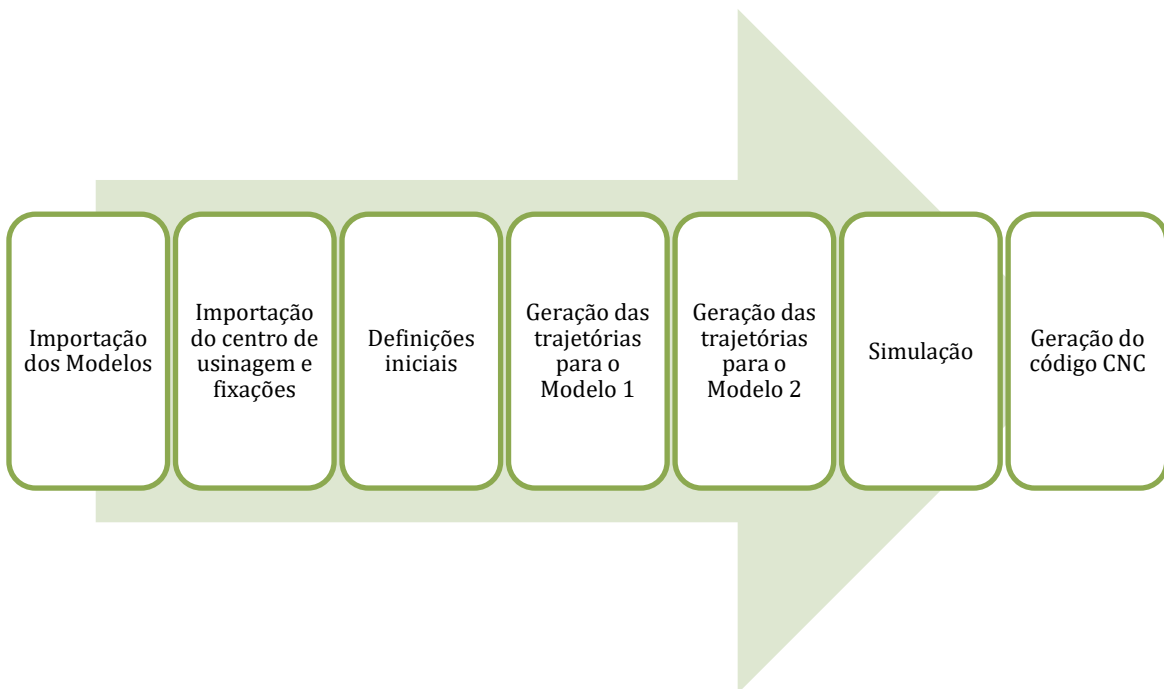 Importação
dos Modelos
Importação
do centro de
usinagem e
fixações
Definições
iniciais
Geração das
trajetórias
para o
Modelo 1
Geração das
trajetórias
para o
Modelo 2
Simulação
Geração do
código CNC